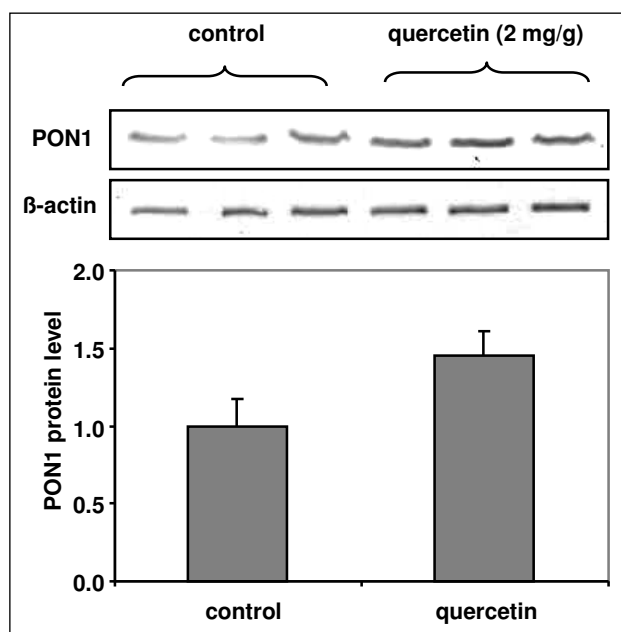 control quercetin (2 mg/g)
PON1
ß-actin
2.0
1.5
1.0
0.5
0.0
PON1 protein level
control quercetin